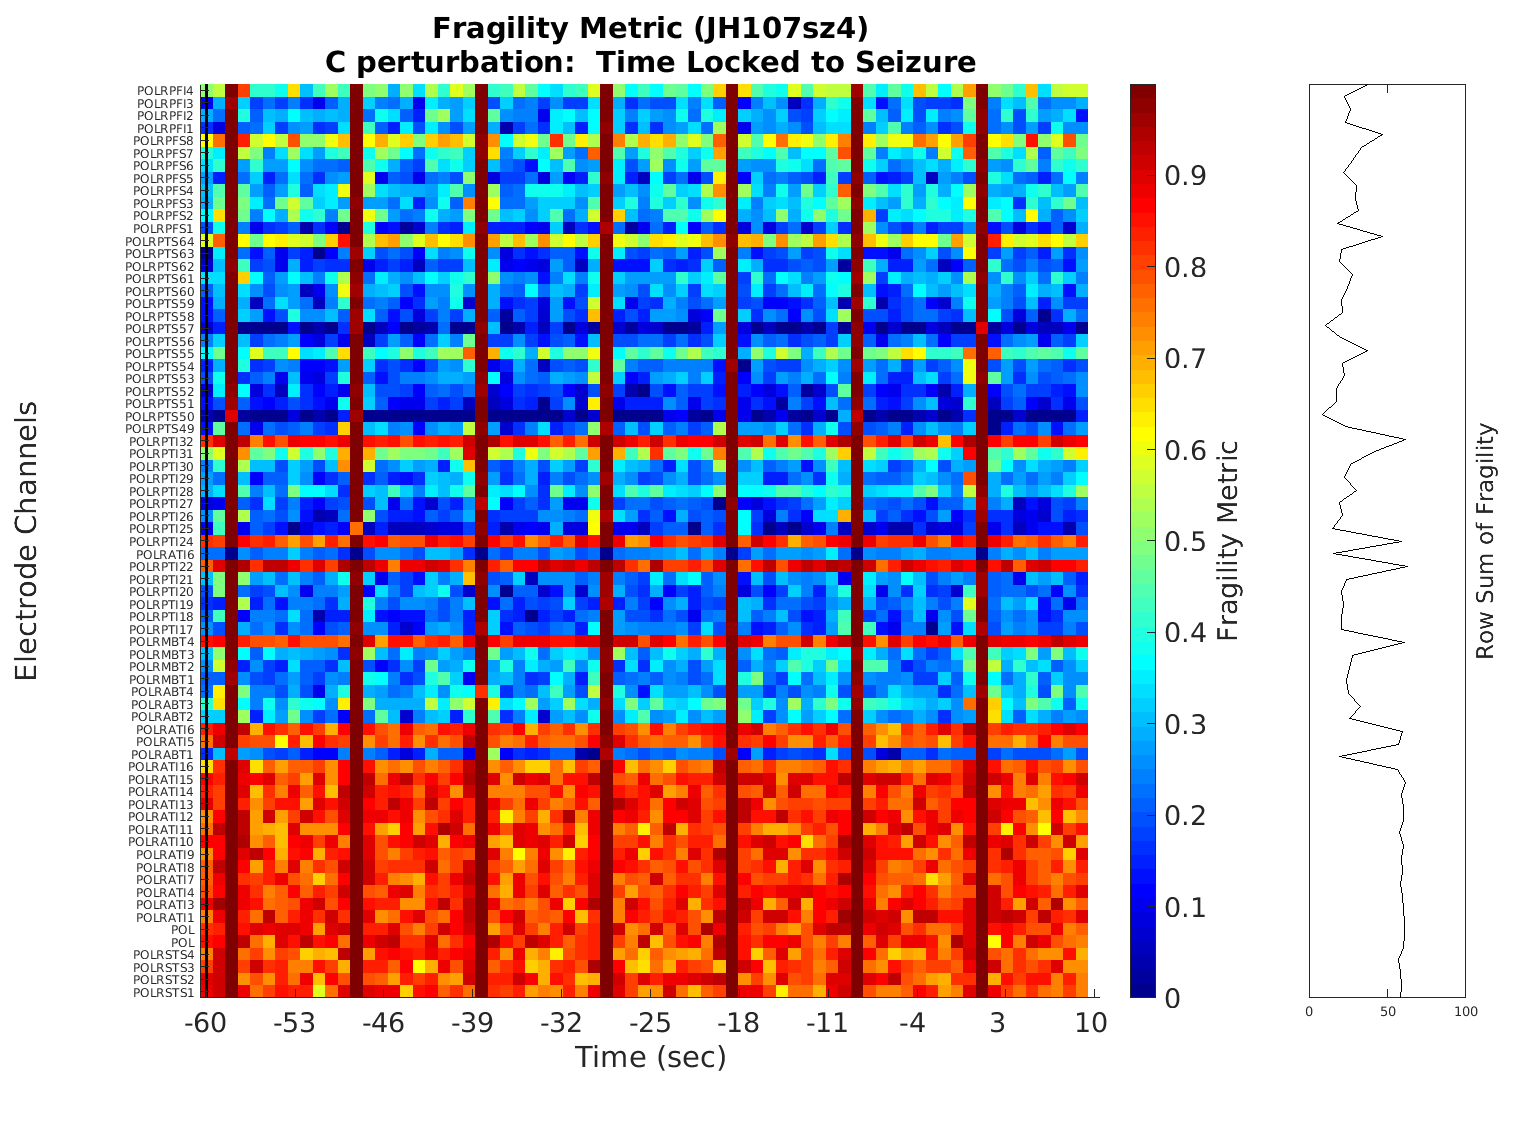 Fragility Metric (JH107sz4)
C perturbation:  Time Locked to Seizure
Electrode Channels
POLRPFI4
POLRPFI3
POLRPFI2
POLRPFI1
POLRPFS8
POLRPFS7
POLRPFS6
POLRPFS5
POLRPFS4
POLRPFS3
POLRPFS2
POLRPFS1
POLRPTS64
POLRPTS63
POLRPTS62
POLRPTS61
POLRPTS60
POLRPTS59
POLRPTS58
POLRPTS57
POLRPTS56
POLRPTS55
POLRPTS54
POLRPTS53
POLRPTS52
POLRPTS51
POLRPTS50
POLRPTS49
POLRPTI32
POLRPTI31
POLRPTI30
POLRPTI29
POLRPTI28
POLRPTI27
POLRPTI26
POLRPTI25
POLRPTI24
POLRATI6
POLRPTI22
POLRPTI21
POLRPTI20
POLRPTI19
POLRPTI18
POLRPTI17
POLRMBT4
POLRMBT3
POLRMBT2
POLRMBT1
POLRABT4
POLRABT3
POLRABT2
POLRATI6
POLRATI5
POLRABT1
POLRATI16
POLRATI15
POLRATI14
POLRATI13
POLRATI12
POLRATI11
POLRATI10
POLRATI9
POLRATI8
POLRATI7
POLRATI4
POLRATI3
POLRATI1
POL
POL
POLRSTS4
POLRSTS3
POLRSTS2
POLRSTS1
-60 -53 -46 -39 -32 -25 -18 -11 -4 3 10
Time (sec)
0.9
0.8
0.7
0.6
0.5
0.4
0.3
0.2
0.1
0
Fragility Metric
0 50 100
Row Sum of Fragility